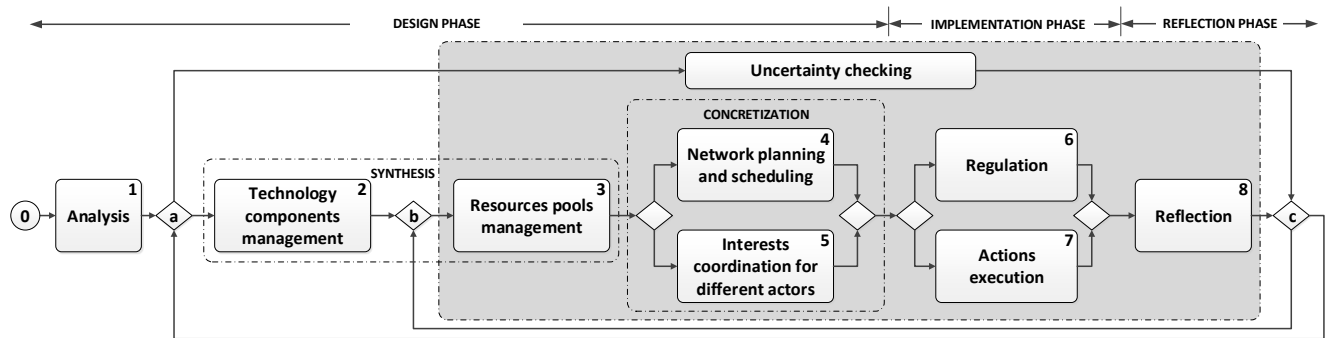 DESIGN PHASE
IMPLEMENTATION PHASE
REFLECTION PHASE
Uncertainty checking
CONCRETIZATION
SYNTHESIS
0
1
Analysis
a
2
Technology
components
management
b
3
Resources pools
management
4
Network planning
and scheduling
5
Interests
coordination for
different actors
6
Regulation
7
Actions
execution
8
Reflection
c